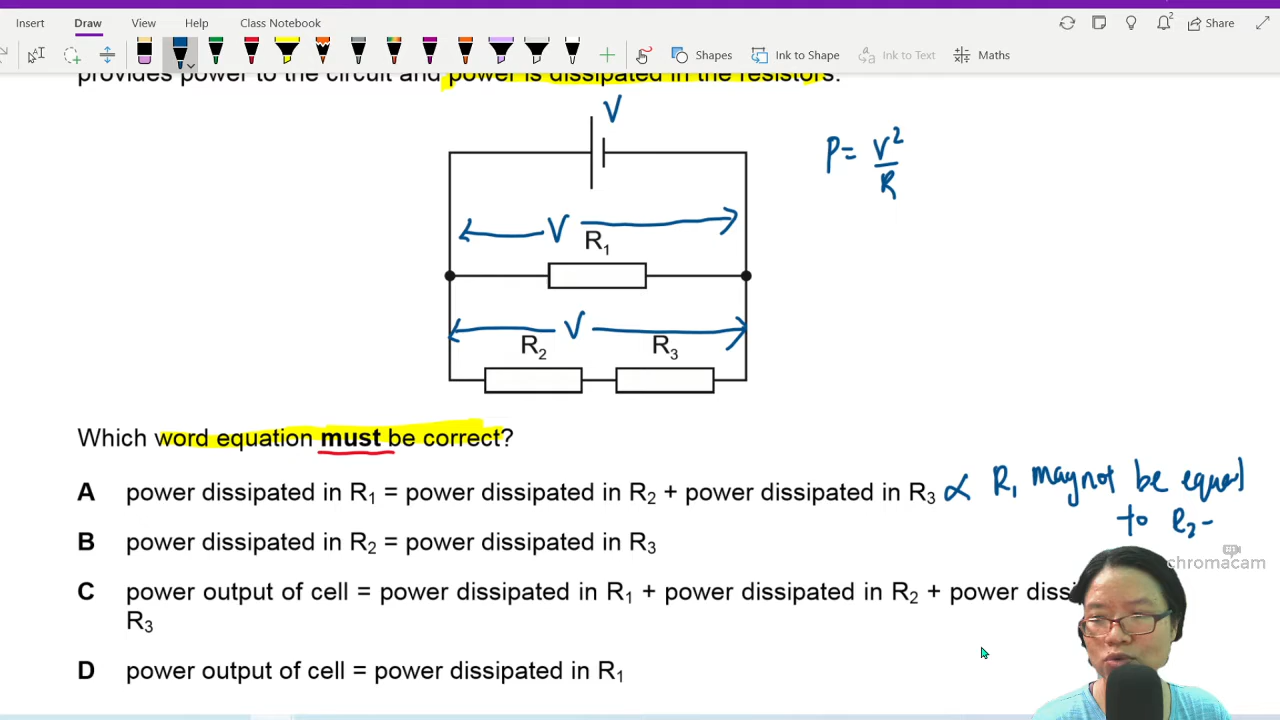 Insert Draw View Help Class Notebook Share
Shapes Ink to Shape Ink to Text Maths
provides power to the circuit and power is dissipated in the resistors.
V
P= V²/R
V
R₁
V
R₂ R₃
Which word equation must be correct?
A power dissipated in R₁ = power dissipated in R₂ + power dissipated in R₃ ∝ R₁ may not be equal
to R₂-
B power dissipated in R₂ = power dissipated in R₃
chromacam
C power output of cell = power dissipated in R₁ + power dissipated in R₂ + power diss
R₃
D power output of cell = power dissipated in R₁